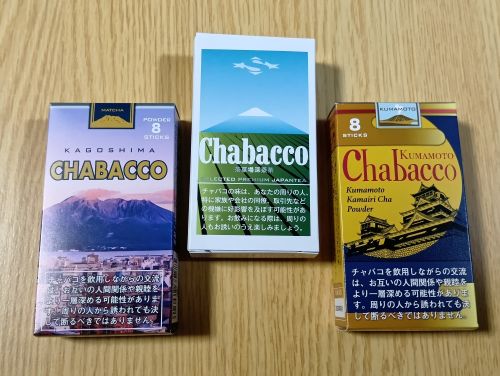 MATCHA
POWDER
8
STICKS
KAGOSHIMA
CHABACCO
チャバコを飲用しながらの交流
は、お互いの人間関係や親睦を
より一層深める可能性がありま
す。周りの人から誘われても決
して断るべきではありません。
Chabacco
SELECTED PREMIUM JAPANTEA
チャバコの味は、あなたの周りの人、
特に家族や会社の同僚、取引先など
の機嫌に好影響を及ぼす可能性が
あります。お飲みになる際は、周りの
人もお誘いのうえ楽しみましょう。
KUMAMOTO
8
STICKS
KUMAMOTO
Chabacco
Kumamoto
Kamairi Cha
Powder
チャバコを飲用しながらの交流
は、お互いの人間関係や親睦を
より一層深める可能性がありま
す。周りの人から誘われても決
して断るべきではありません。